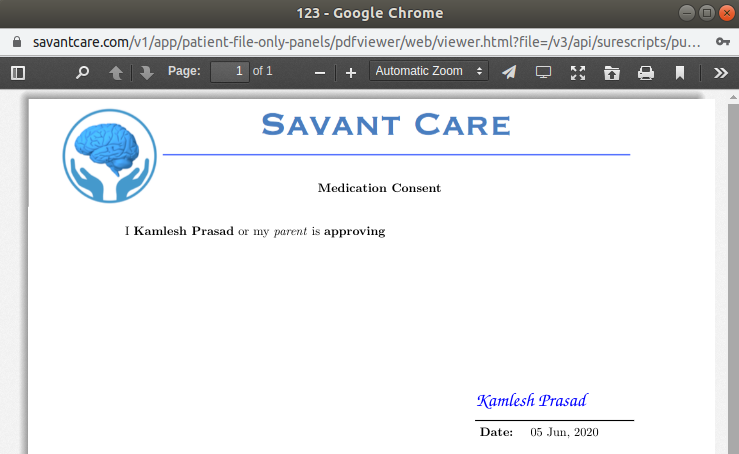 123 - Google Chrome
savantcare.com/v1/app/patient-file-only-panels/pdfviewer/web/viewer.html?file=/v3/api/surescripts/pu...
Page: 1 of 1 Automatic Zoom
SAVANT CARE
Medication Consent
I Kamlesh Prasad or my parent is approving
Kamlesh Prasad
Date: 05 Jun, 2020